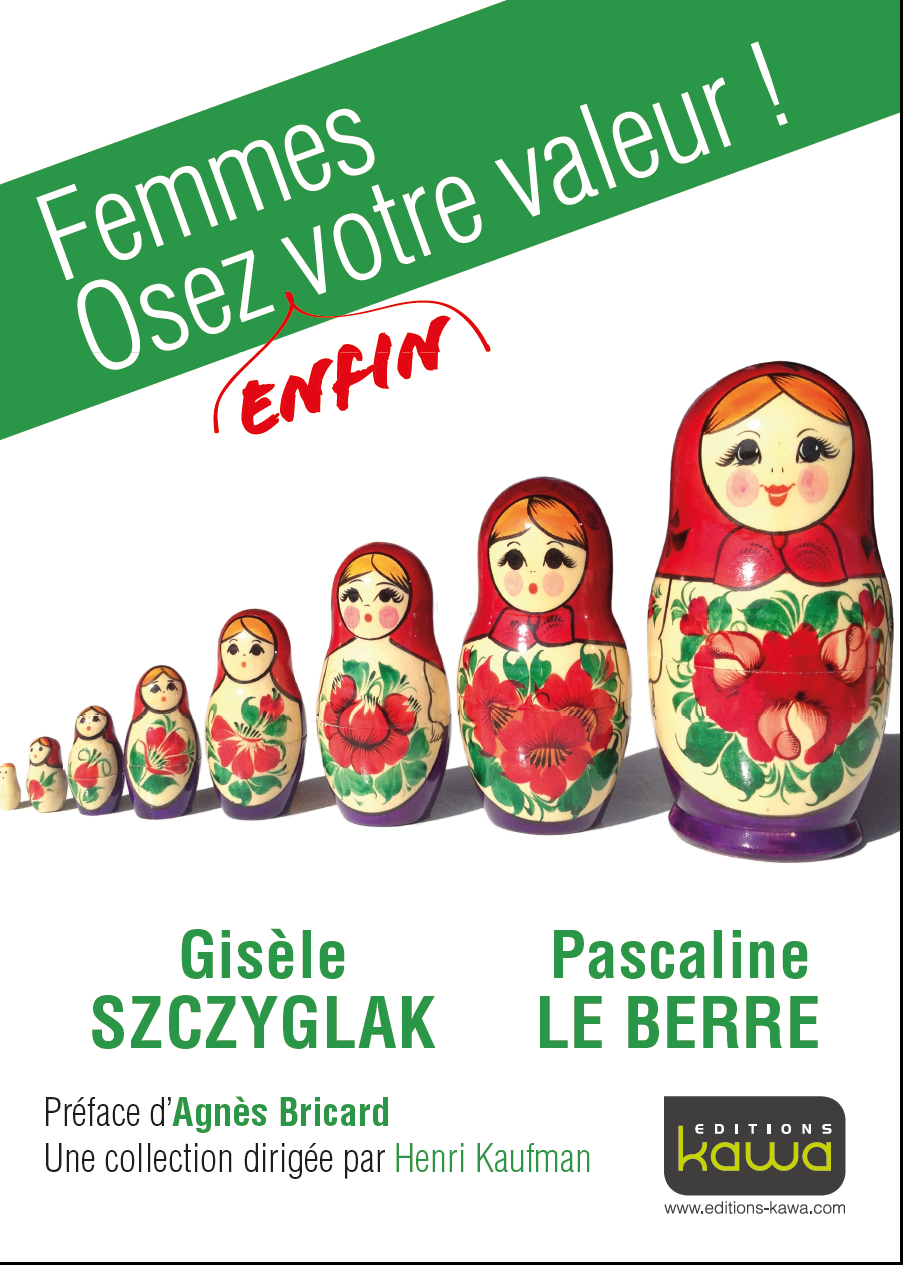 Femmes
Osez votre valeur !
ENFIN
Gisèle
SZCZYGLAK
Pascaline
LE BERRE
Préface d'Agnès Bricard
Une collection dirigée par Henri Kaufman
EDITIONS
kawa
www.editions-kawa.com